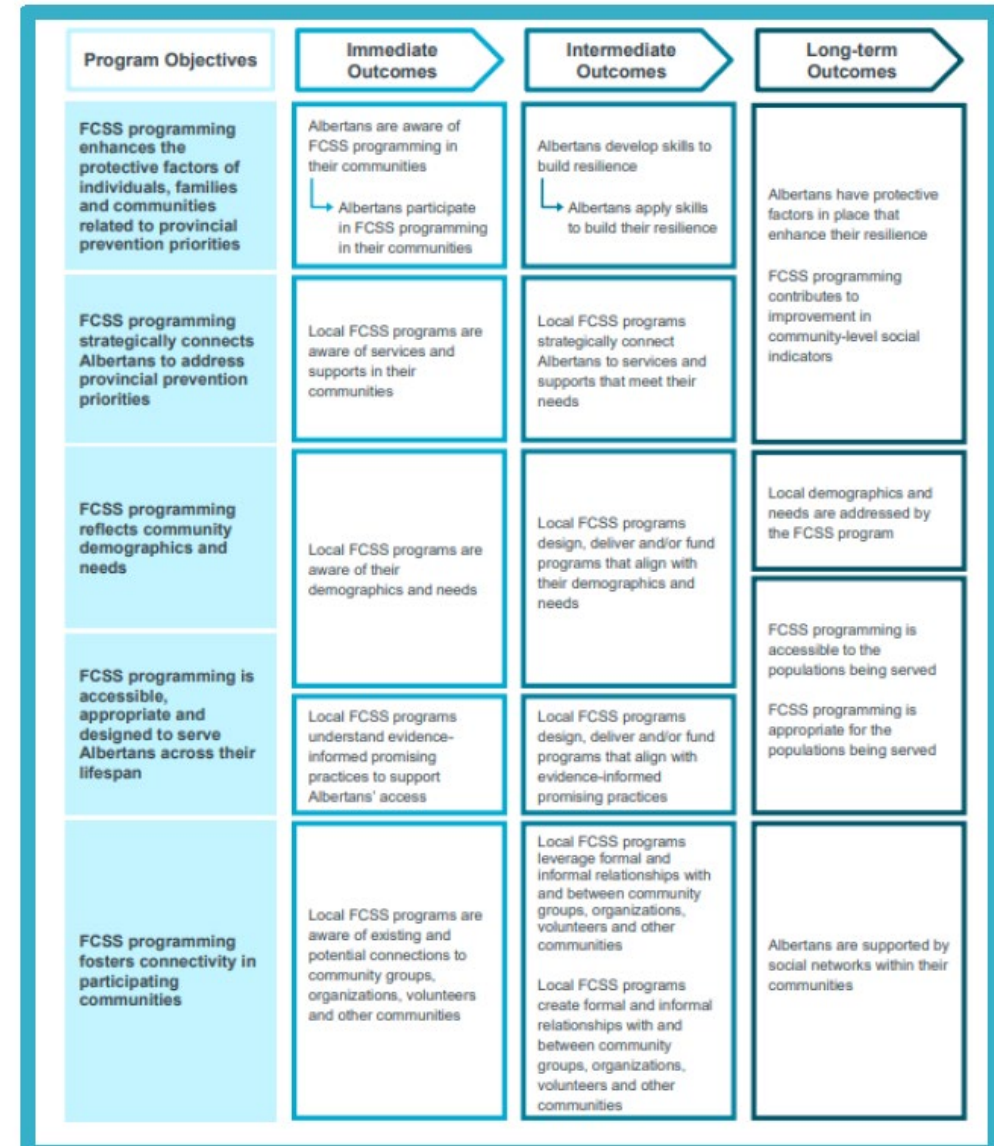 Program Objectives
Immediate
Outcomes
Intermediate
Outcomes
Long-term
Outcomes
FCSS programming
enhances the
protective factors of
individuals, families
and communities
related to provincial
prevention priorities
Albertans are aware of
FCSS programming in
their communities
Albertans participate
in FCSS programming
in their communities
Albertans develop skills to
build resilience
Albertans apply skills
to build their resilience
Albertans have protective
factors in place that
enhance their resilience
FCSS programming
contributes to
improvement in
community-level social
indicators
FCSS programming
strategically connects
Albertans to address
provincial prevention
priorities
Local FCSS programs are
aware of services and
supports in their
communities
Local FCSS programs
strategically connect
Albertans to services and
supports that meet their
needs
FCSS programming
reflects community
demographics and
needs
Local FCSS programs are
aware of their
demographics and needs
Local FCSS programs
design, deliver and/or fund
programs that align with
their demographics and
needs
Local demographics and
needs are addressed by
the FCSS program
FCSS programming is
accessible,
appropriate and
designed to serve
Albertans across their
lifespan
Local FCSS programs
understand evidence-
informed promising
practices to support
Albertans' access
Local FCSS programs
design, deliver and/or fund
programs that align with
evidence-informed
promising practices
FCSS programming is
accessible to the
populations being served
FCSS programming is
appropriate for the
populations being served
FCSS programming
fosters connectivity in
participating
communities
Local FCSS programs are
aware of existing and
potential connections to
community groups,
organizations, volunteers
and other communities
Local FCSS programs
leverage formal and
informal relationships with
and between community
groups, organizations,
volunteers and other
communities
Local FCSS programs
create formal and informal
relationships with and
between community
groups, organizations,
volunteers and other
communities
Albertans are supported by
social networks within their
communities